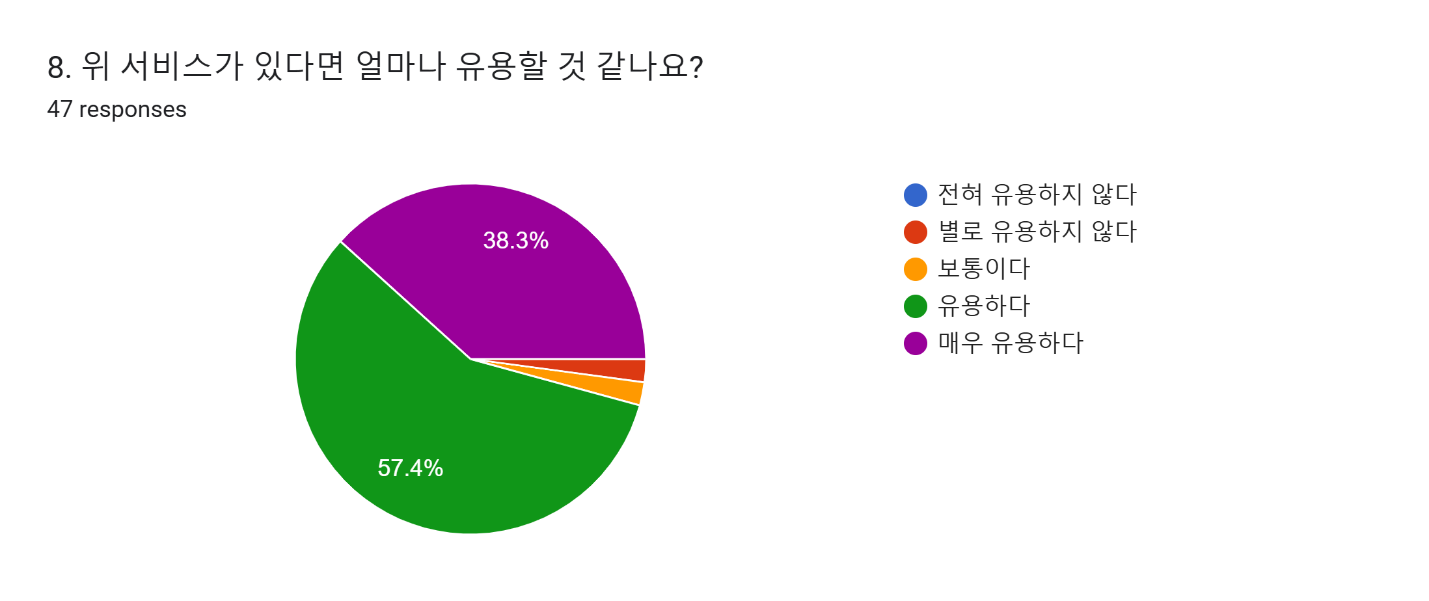 8. 위 서비스가 있다면 얼마나 유용할 것 같나요?
47 responses
38.3%
57.4%
전혀 유용하지 않다
별로 유용하지 않다
보통이다
유용하다
매우 유용하다